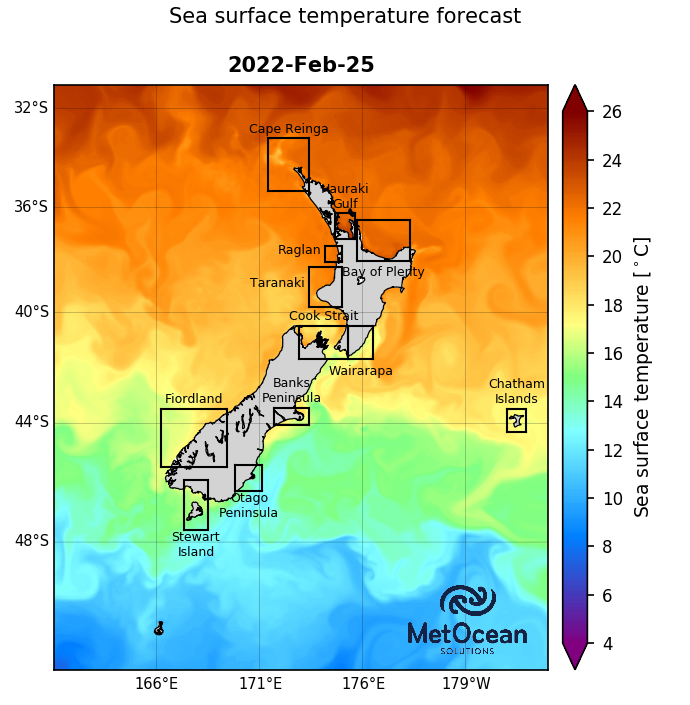 Sea surface temperature forecast
2022-Feb-25
32°S
36°S
40°S
44°S
48°S
Cape Reinga
Hauraki
Gulf
Raglan
Bay of Plenty
Taranaki
Cook Strait
Wairarapa
Banks
Peninsula
Fiordland
Chatham
Islands
Otago
Peninsula
Stewart
Island
MetOcean
SOLUTIONS
166°E
171°E
176°E
179°W
26
24
22
20
18
16
14
12
10
8
6
4
Sea surface temperature [°C]